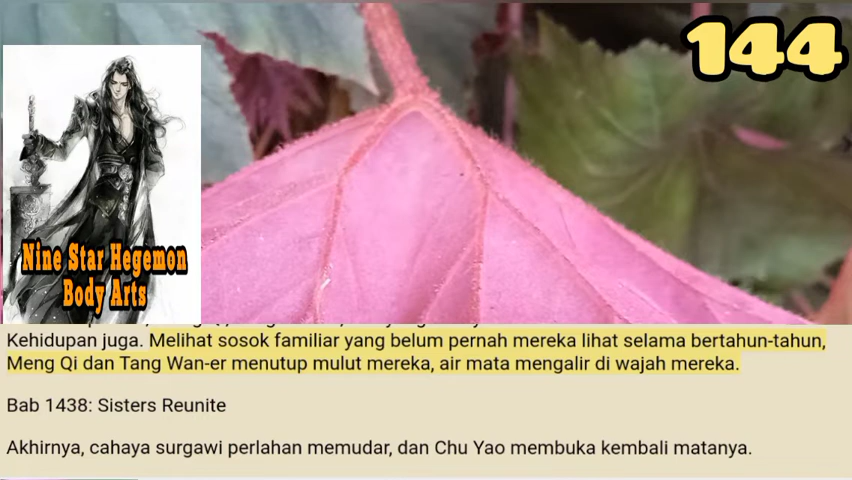 144
Nine Star Hegemon
Body Arts
Kehidupan juga. Melihat sosok familiar yang belum pernah mereka lihat selama bertahun-tahun,
Meng Qi dan Tang Wan-er menutup mulut mereka, air mata mengalir di wajah mereka.
Bab 1438: Sisters Reunite
Akhirnya, cahaya surgawi perlahan memudar, dan Chu Yao membuka kembali matanya.